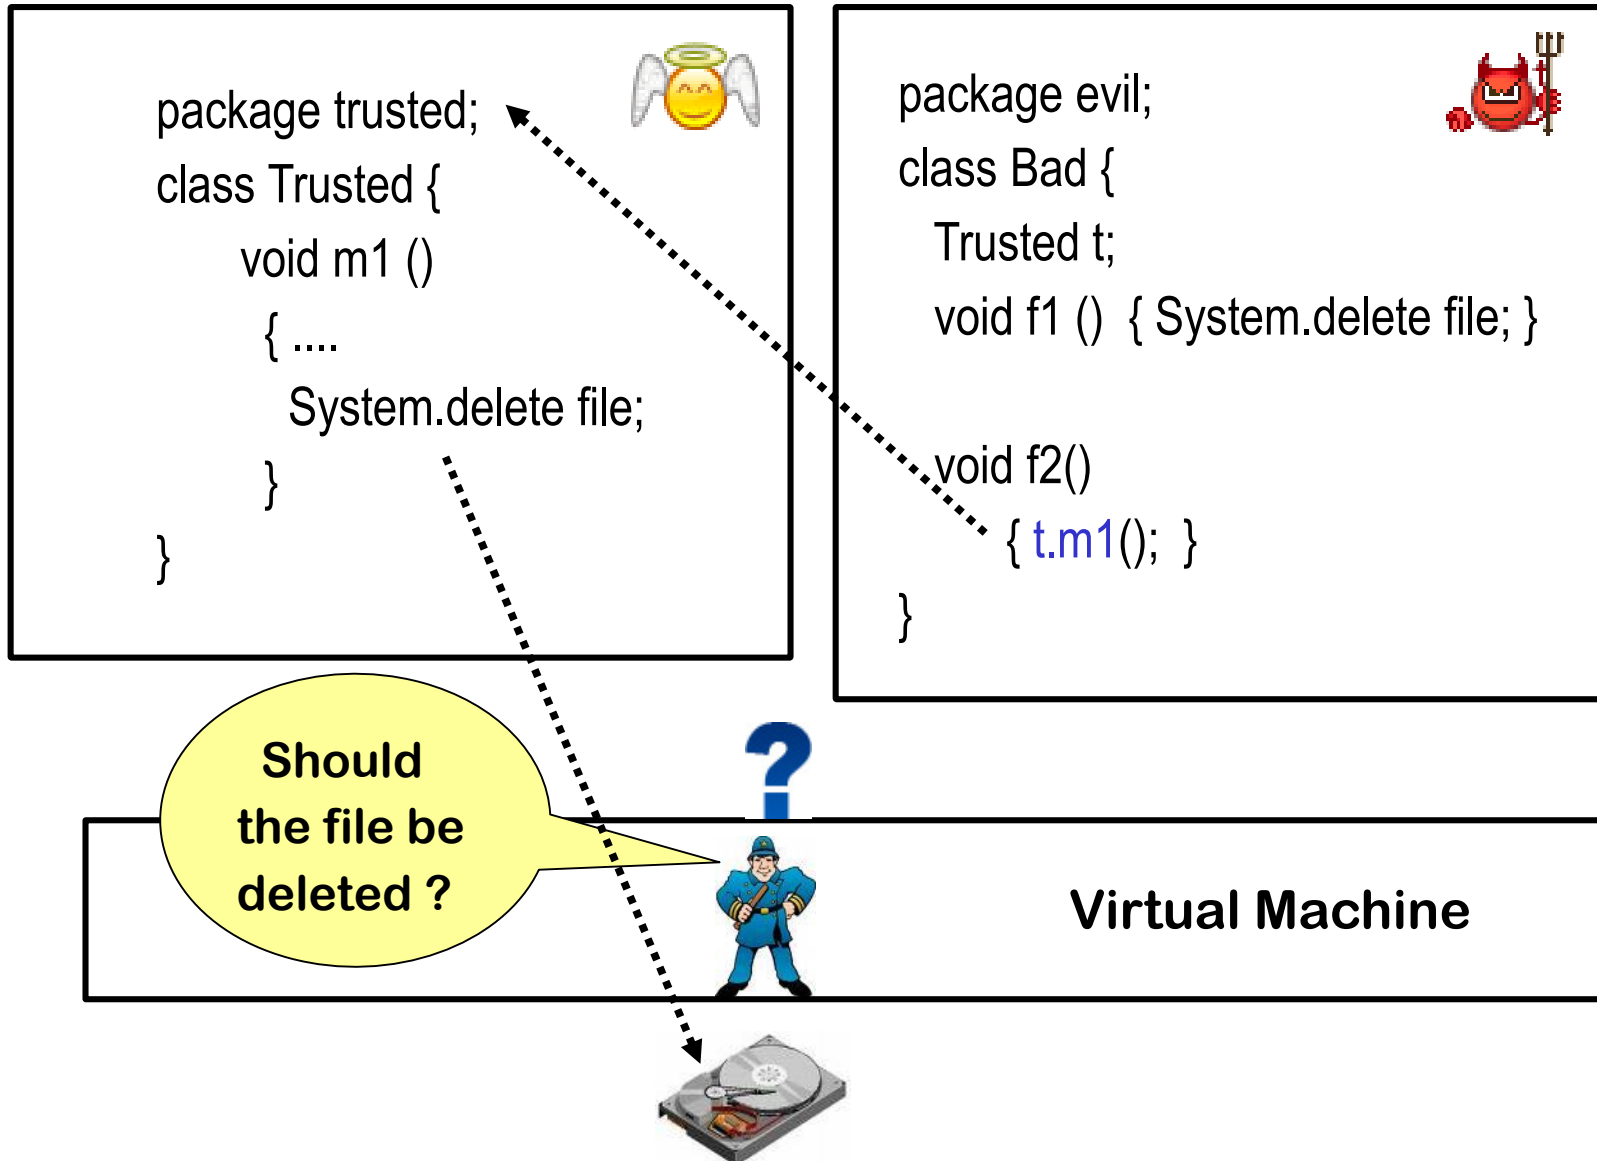 package trusted;
class Trusted {
void m1 ()
{ ....
System.delete file;
}
}
package evil;
class Bad {
Trusted t;
void f1 () { System.delete file; }
void f2()
{ t.m1(); }
}
Should
the file be
deleted ?
?
Virtual Machine